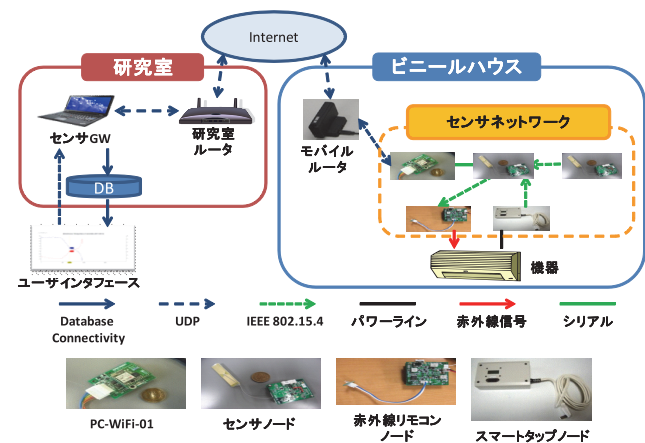 Internet
研究室
ビニールハウス
センサGW
研究室
ルータ
モバイル
ルータ
センサネットワーク
DB
ユーザインタフェース
機器
Database
Connectivity
UDP
IEEE 802.15.4
パワーライン
赤外線信号
シリアル
PC-WiFi-01
センサノード
赤外線リモコン
ノード
スマートタップノード